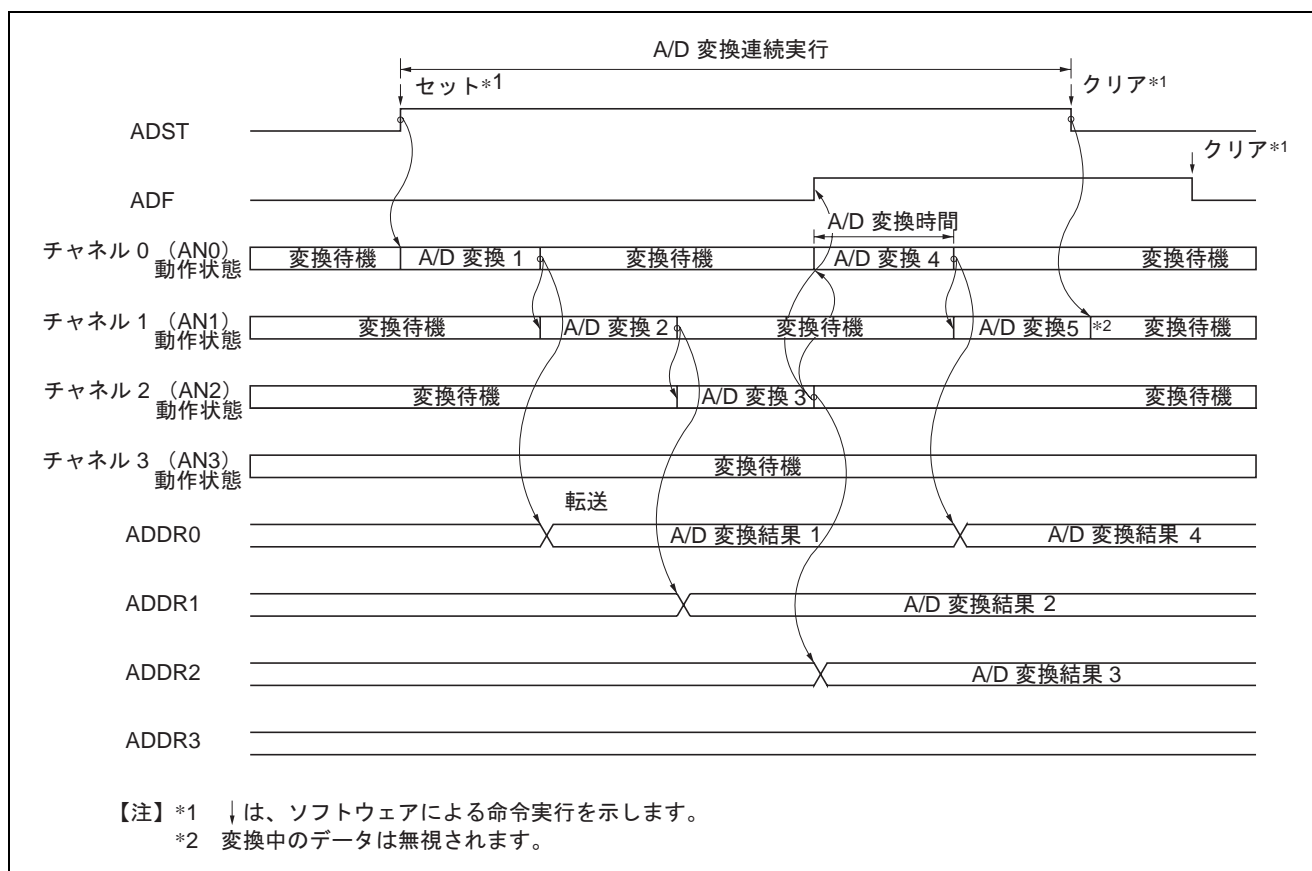 A/D 変換連続実行
セット*1
クリア*1
ADST
クリア*1
ADF
A/D 変換時間
チャネル 0 （AN0）
動作状態
変換待機 A/D 変換 1 変換待機 A/D 変換 4 変換待機
チャネル 1 （AN1）
動作状態
変換待機 A/D 変換 2 変換待機 A/D 変換5 *2 変換待機
チャネル 2 （AN2）
動作状態
変換待機 A/D 変換 3 変換待機
チャネル 3 （AN3）
動作状態
変換待機
転送
ADDR0 A/D 変換結果 1 A/D 変換結果 4
ADDR1 A/D 変換結果 2
ADDR2 A/D 変換結果 3
ADDR3
【注】*1 ↓は、ソフトウェアによる命令実行を示します。
*2 変換中のデータは無視されます。